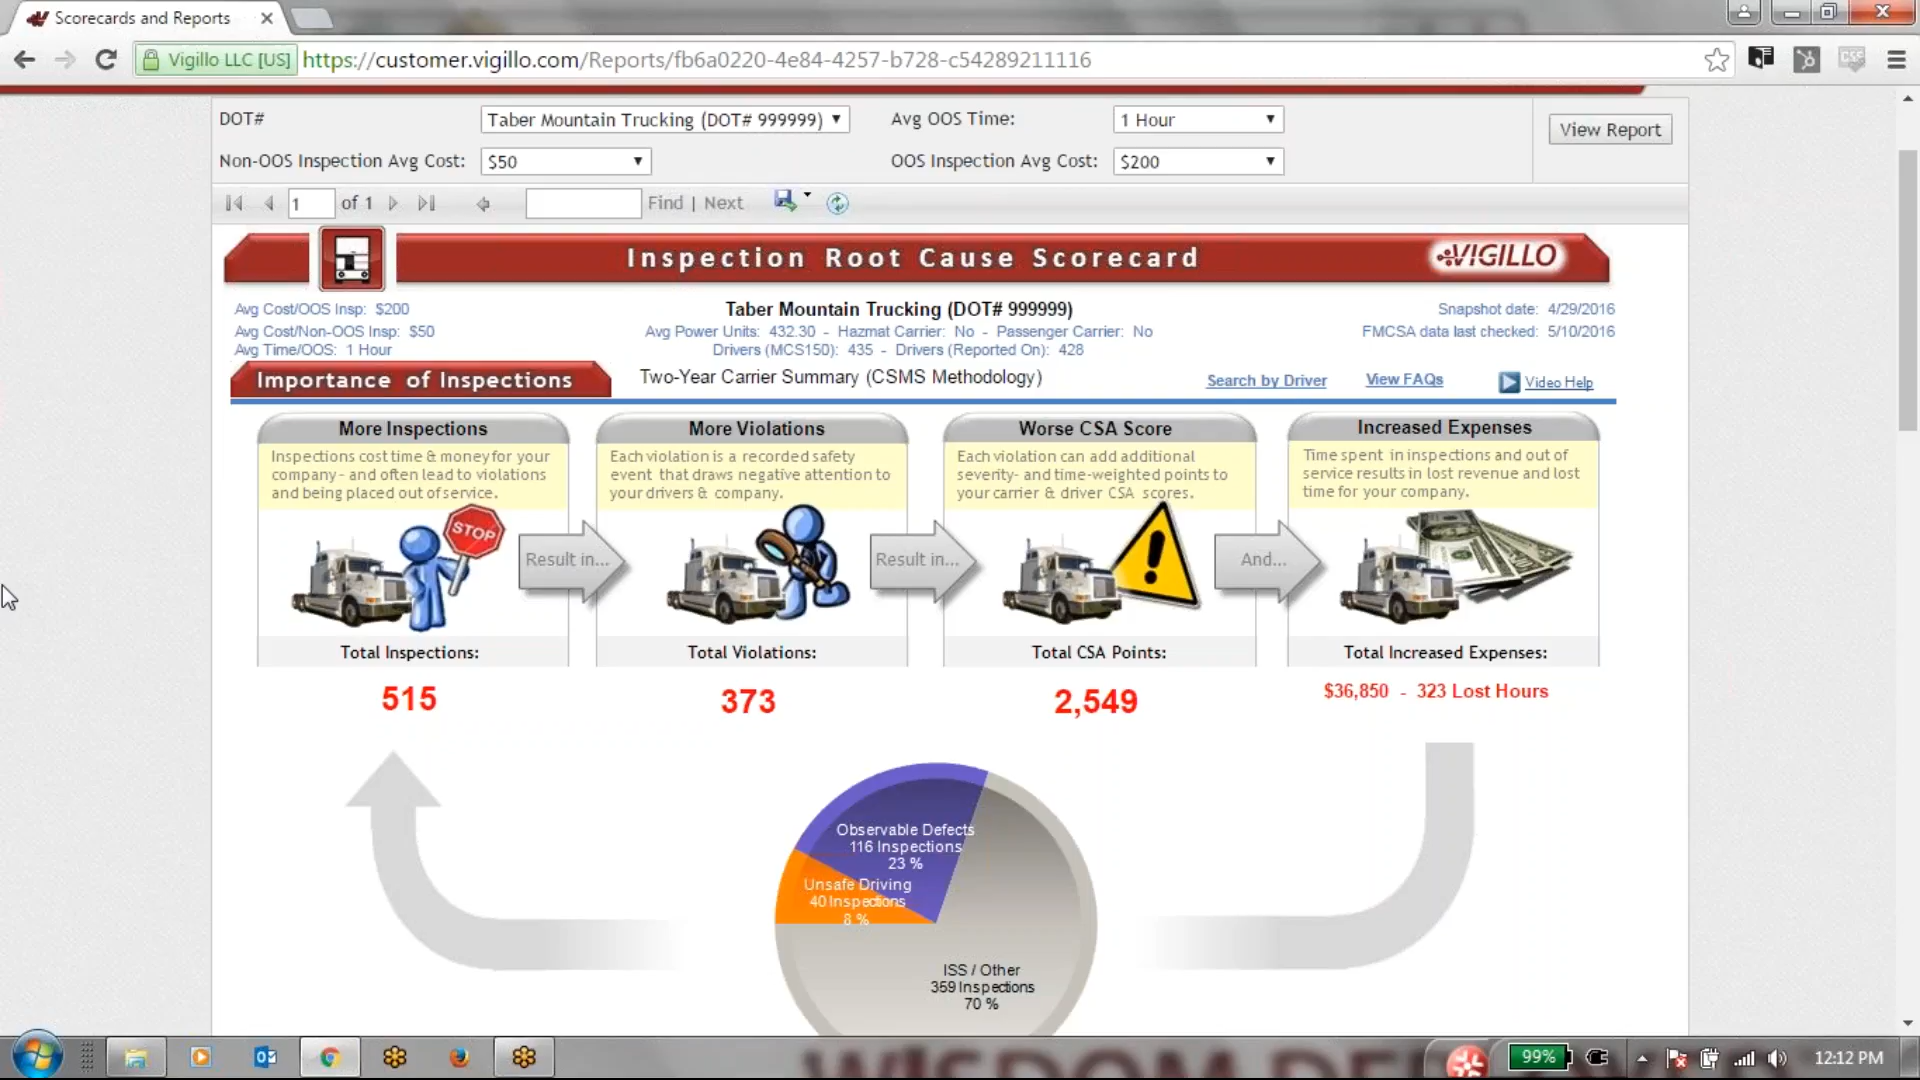 Scorecards and Reports
Vigillo LLC [US] https://customer.vigillo.com/Reports/fb6a0220-4e84-4257-b728-c54289211116
DOT# Taber Mountain Trucking (DOT# 999999) Avg OOS Time: 1 Hour View Report
Non-OOS Inspection Avg Cost: $50 OOS Inspection Avg Cost: $200
1 of 1 Find | Next
Inspection Root Cause Scorecard VIGILLO
Avg Cost/OOS Insp: $200 Taber Mountain Trucking (DOT# 999999) Snapshot date: 4/29/2016
Avg Cost/Non-OOS Insp: $50 Avg Power Units: 432.30 - Hazmat Carrier: No - Passenger Carrier: No FMCSA data last checked: 5/10/2016
Avg Time/OOS: 1 Hour Drivers (MCS150): 435 - Drivers (Reported On): 428
Importance of Inspections Two-Year Carrier Summary (CSMS Methodology) Search by Driver View FAQs Video Help
More Inspections
Inspections cost time & money for your
company - and often lead to violations
and being placed out of service.
STOP
Result in...
Total Inspections:
515
More Violations
Each violation is a recorded safety
event that draws negative attention to
your drivers & company.
Result in...
Total Violations:
373
Worse CSA Score
Each violation can add additional
severity- and time-weighted points to
your carrier & driver CSA scores.
And...
Total CSA Points:
2,549
Increased Expenses
Time spent in inspections and out of
service results in lost revenue and lost
time for your company.
Total Increased Expenses:
$36,850 - 323 Lost Hours
Observable Defects
116 Inspections
23 %
Unsafe Driving
40 Inspections
8 %
ISS / Other
359 Inspections
70 %
99% 12:12 PM